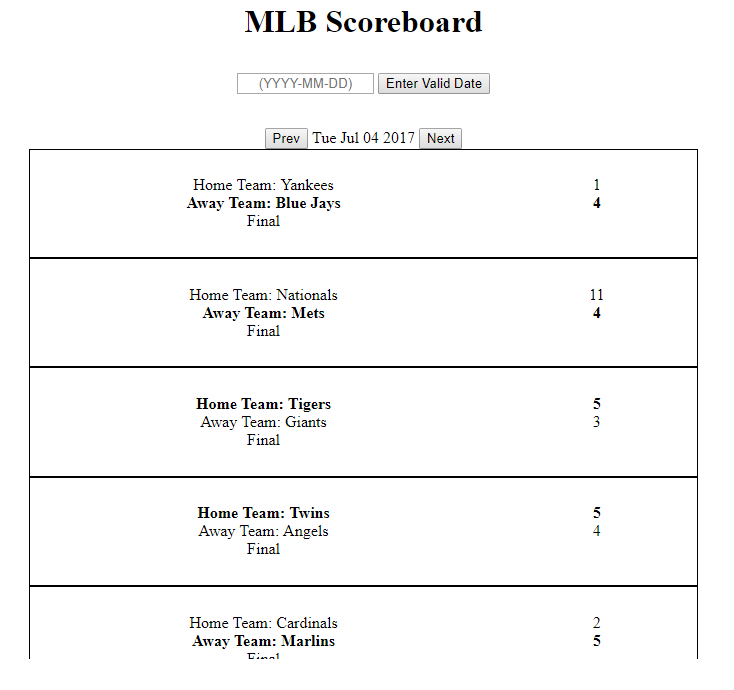 MLB Scoreboard
(YYYY-MM-DD) Enter Valid Date
Prev Tue Jul 04 2017 Next
Home Team: Yankees 1
Away Team: Blue Jays 4
Final
Home Team: Nationals 11
Away Team: Mets 4
Final
Home Team: Tigers 5
Away Team: Giants 3
Final
Home Team: Twins 5
Away Team: Angels 4
Final
Home Team: Cardinals 2
Away Team: Marlins 5
Final